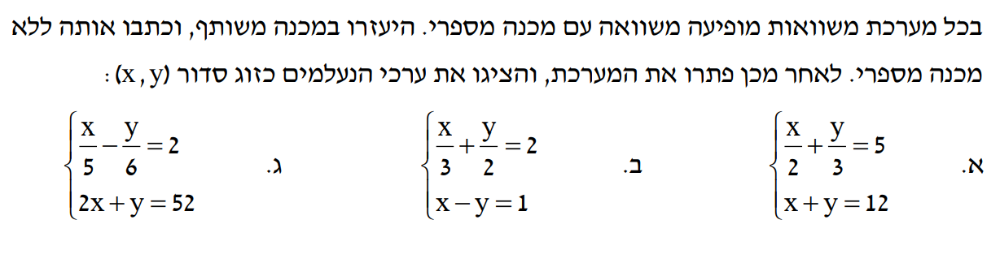 בכל מערכת משוואות מופיעה משוואה עם מכנה מספרי. היעזרו במכנה משותף, וכתבו אותה ללא
מכנה מספרי. לאחר מכן פתרו את המערכת, והציגו את ערכי הנעלמים כזוג סדור (x,y):
א. { x/2 + y/3 = 5
x + y = 12
ב. { x/3 + y/2 = 2
x − y = 1
ג. { x/5 − y/6 = 2
2x + y = 52